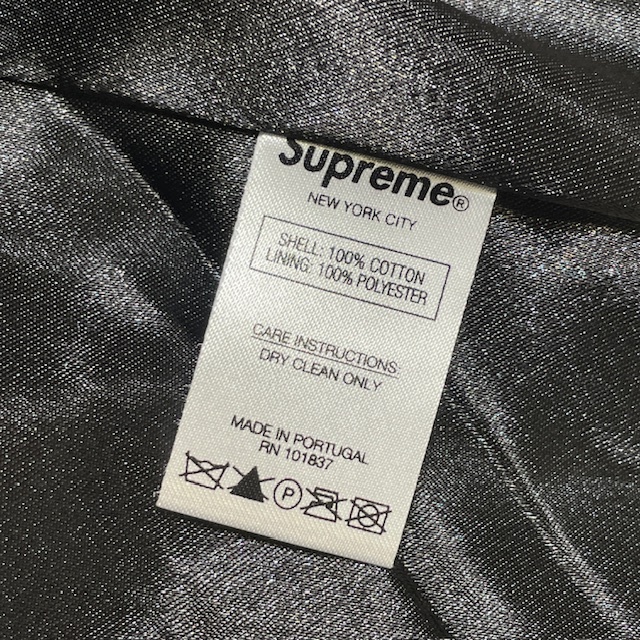 Supreme®
NEW YORK CITY
SHELL: 100% COTTON
LINING: 100% POLYESTER
CARE INSTRUCTIONS:
DRY CLEAN ONLY
MADE IN PORTUGAL
RN 101837
P